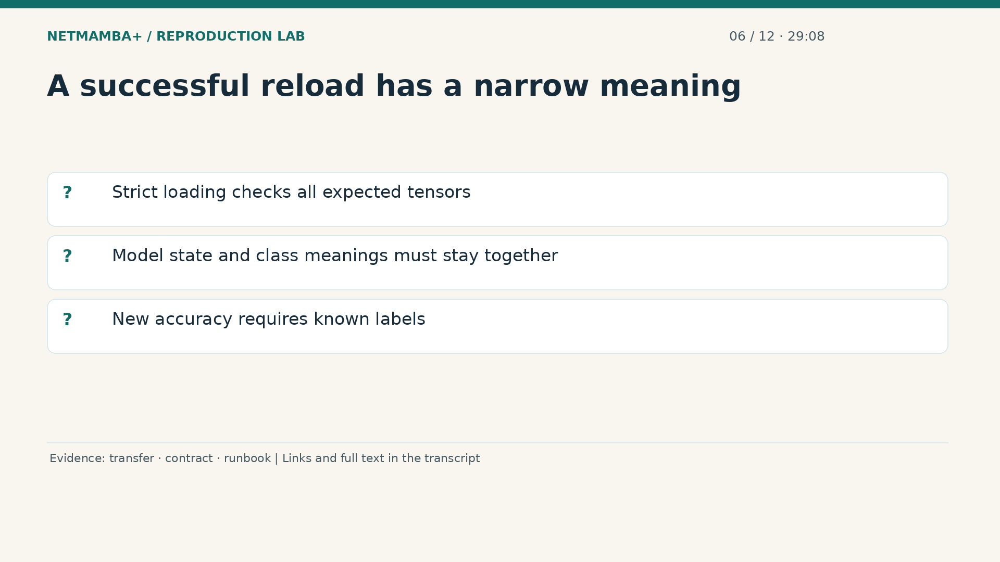 NETMAMBA+ / REPRODUCTION LAB
06 / 12 · 29:08
A successful reload has a narrow meaning
? Strict loading checks all expected tensors
? Model state and class meanings must stay together
? New accuracy requires known labels
Evidence: transfer · contract · runbook | Links and full text in the transcript